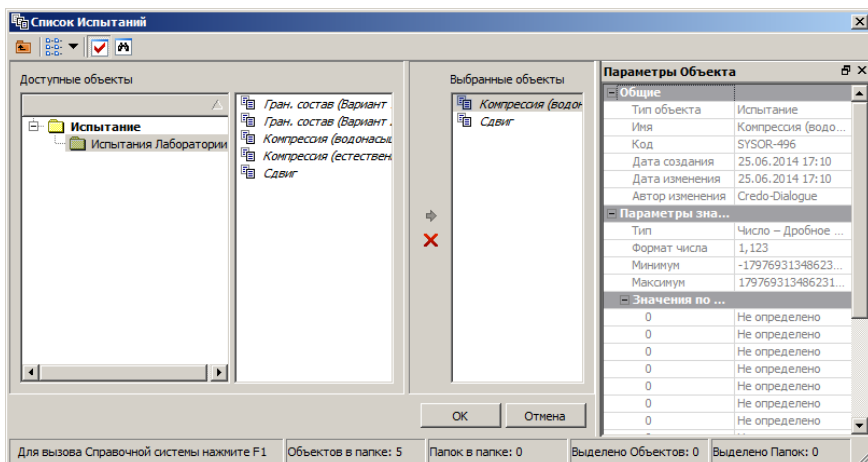 Список Испытаний
Доступные объекты
Испытание
Испытания Лаборатории
Гран. состав (Вариант
Гран. состав (Вариант
Компрессия (водонасы
Компрессия (естествен
Сдвиг
Выбранные объекты
Компрессия (водон
Сдвиг
Параметры Объекта
Общие
Тип объекта Испытание
Имя Компрессия (водо...
Код SYSOR-496
Дата создания 25.06.2014 17:10
Дата изменения 25.06.2014 17:10
Автор изменения Credo-Dialogue
Параметры зна...
Тип Число – Дробное ...
Формат числа 1,123
Минимум -17976931348623...
Максимум 179769313486231...
Значения по ...
0 Не определено
0 Не определено
0 Не определено
0 Не определено
0 Не определено
0 Не определено
0 Не определено
OK
Отмена
Для вызова Справочной системы нажмите F1
Объектов в папке: 5
Папок в папке: 0
Выделено Объектов: 0
Выделено Папок: 0